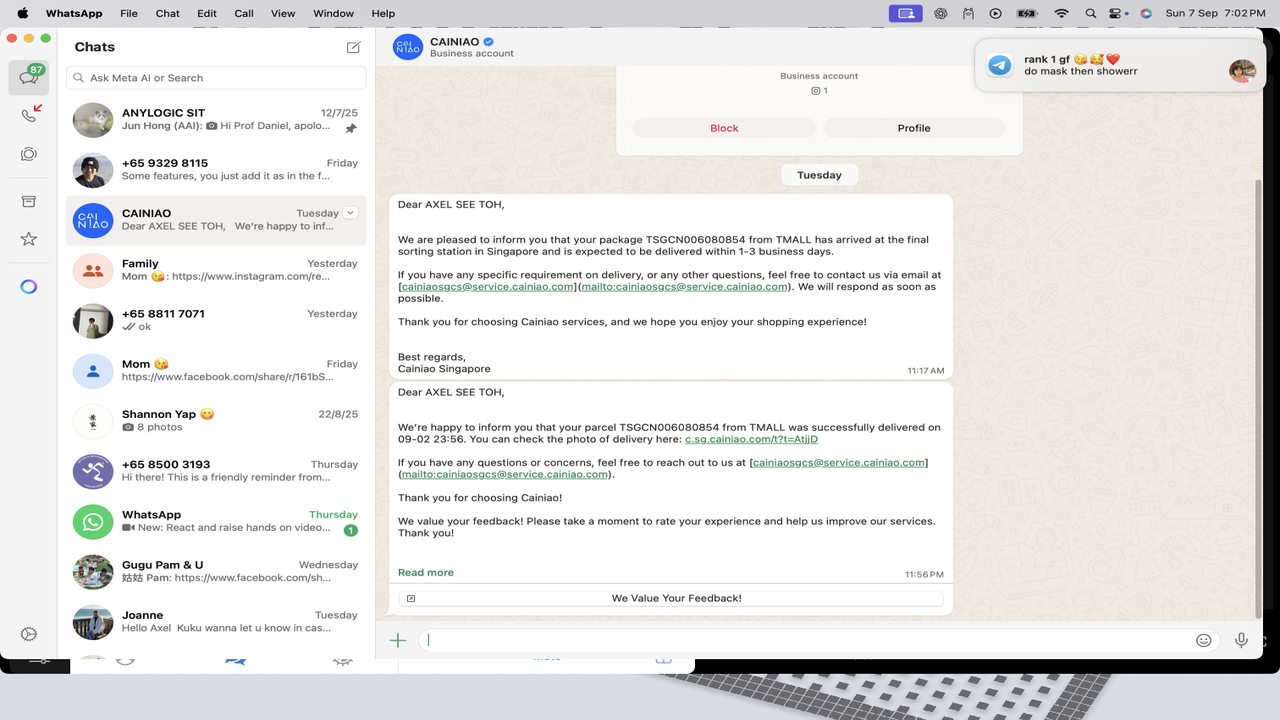 WhatsApp File Chat Edit Call View Window Help Sun 7 Sep 7:02 PM
87
Chats
Ask Meta AI or Search
ANYLOGIC SIT 12/7/25
Jun Hong (AAI): Hi Prof Daniel, apolo...
+65 9329 8115 Friday
Some features, you just add it as in the f...
CAINIAO Tuesday
Dear AXEL SEE TOH, We're happy to inf...
Family Yesterday
Mom 😘: https://www.instagram.com/re...
+65 8811 7071 Yesterday
ok
Mom 😘 Friday
https://www.facebook.com/share/r/161bS...
Shannon Yap 😋 22/8/25
8 photos
+65 8500 3193 Thursday
Hi there! This is a friendly reminder from...
WhatsApp Thursday
New: React and raise hands on video... 1
Gugu Pam & U Wednesday
姑姑 Pam: https://www.facebook.com/sh...
Joanne Tuesday
Hello Axel Kuku wanna let u know in cas...
CAINIAO
Business account
rank 1 gf 😘🥰❤️
do mask then showerr
Business account
1
Block Profile
Tuesday
Dear AXEL SEE TOH,
We are pleased to inform you that your package TSGCN006080854 from TMALL has arrived at the final
sorting station in Singapore and is expected to be delivered within 1-3 business days.
If you have any specific requirement on delivery, or any other questions, feel free to contact us via email at
[cainiaosgcs@service.cainiao.com](mailto:cainiaosgcs@service.cainiao.com). We will respond as soon as
possible.
Thank you for choosing Cainiao services, and we hope you enjoy your shopping experience!
Best regards,
Cainiao Singapore 11:17 AM
Dear AXEL SEE TOH,
We're happy to inform you that your parcel TSGCN006080854 from TMALL was successfully delivered on
09-02 23:56. You can check the photo of delivery here: c.sg.cainiao.com/t?t=AtjjD
If you have any questions or concerns, feel free to reach out to us at [cainiaosgcs@service.cainiao.com]
(mailto:cainiaosgcs@service.cainiao.com).
Thank you for choosing Cainiao!
We value your feedback! Please take a moment to rate your experience and help us improve our services.
Thank you!
Read more 11:56 PM
We Value Your Feedback!